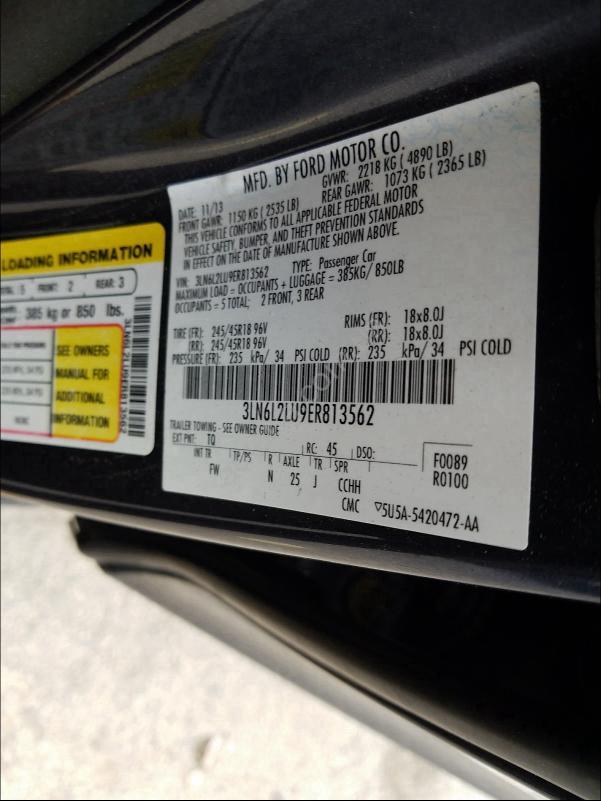 MFD. BY FORD MOTOR CO.
DATE: 11/13 GVWR: 2218 KG ( 4890 LB)
FRONT GAWR: 1150 KG ( 2535 LB) REAR GAWR: 1073 KG ( 2365 LB)
THIS VEHICLE CONFORMS TO ALL APPLICABLE FEDERAL MOTOR
VEHICLE SAFETY, BUMPER, AND THEFT PREVENTION STANDARDS
IN EFFECT ON THE DATE OF MANUFACTURE SHOWN ABOVE.
VIN: 3LN6L2LU9ER813562 TYPE: Passenger Car
MAXIMUM LOAD = OCCUPANTS + LUGGAGE = 385KG/ 850LB
OCCUPANTS = 5 TOTAL; 2 FRONT, 3 REAR
TIRE (FR): 245/45R18 96V RIMS (FR): 18x8.0J
(RR): 245/45R18 96V (RR): 18x8.0J
PRESSURE (FR): 235 kPa/ 34 PSI COLD (RR): 235 kPa/ 34 PSI COLD
3LN6L2LU9ER813562
TRAILER TOWING - SEE OWNER GUIDE
EXT PNT: TQ RC: 45 DSO:
INT TR TP/PS R AXLE TR SPR
FW N 25 J CCHH
F0089
R0100
CMC ▽5U5A-5420472-AA
LOADING INFORMATION
5 FRONT: 2 REAR: 3
385 kg or 850 lbs.
SEE OWNERS
MANUAL FOR
ADDITIONAL
INFORMATION
3LN6L2LU9ER813562